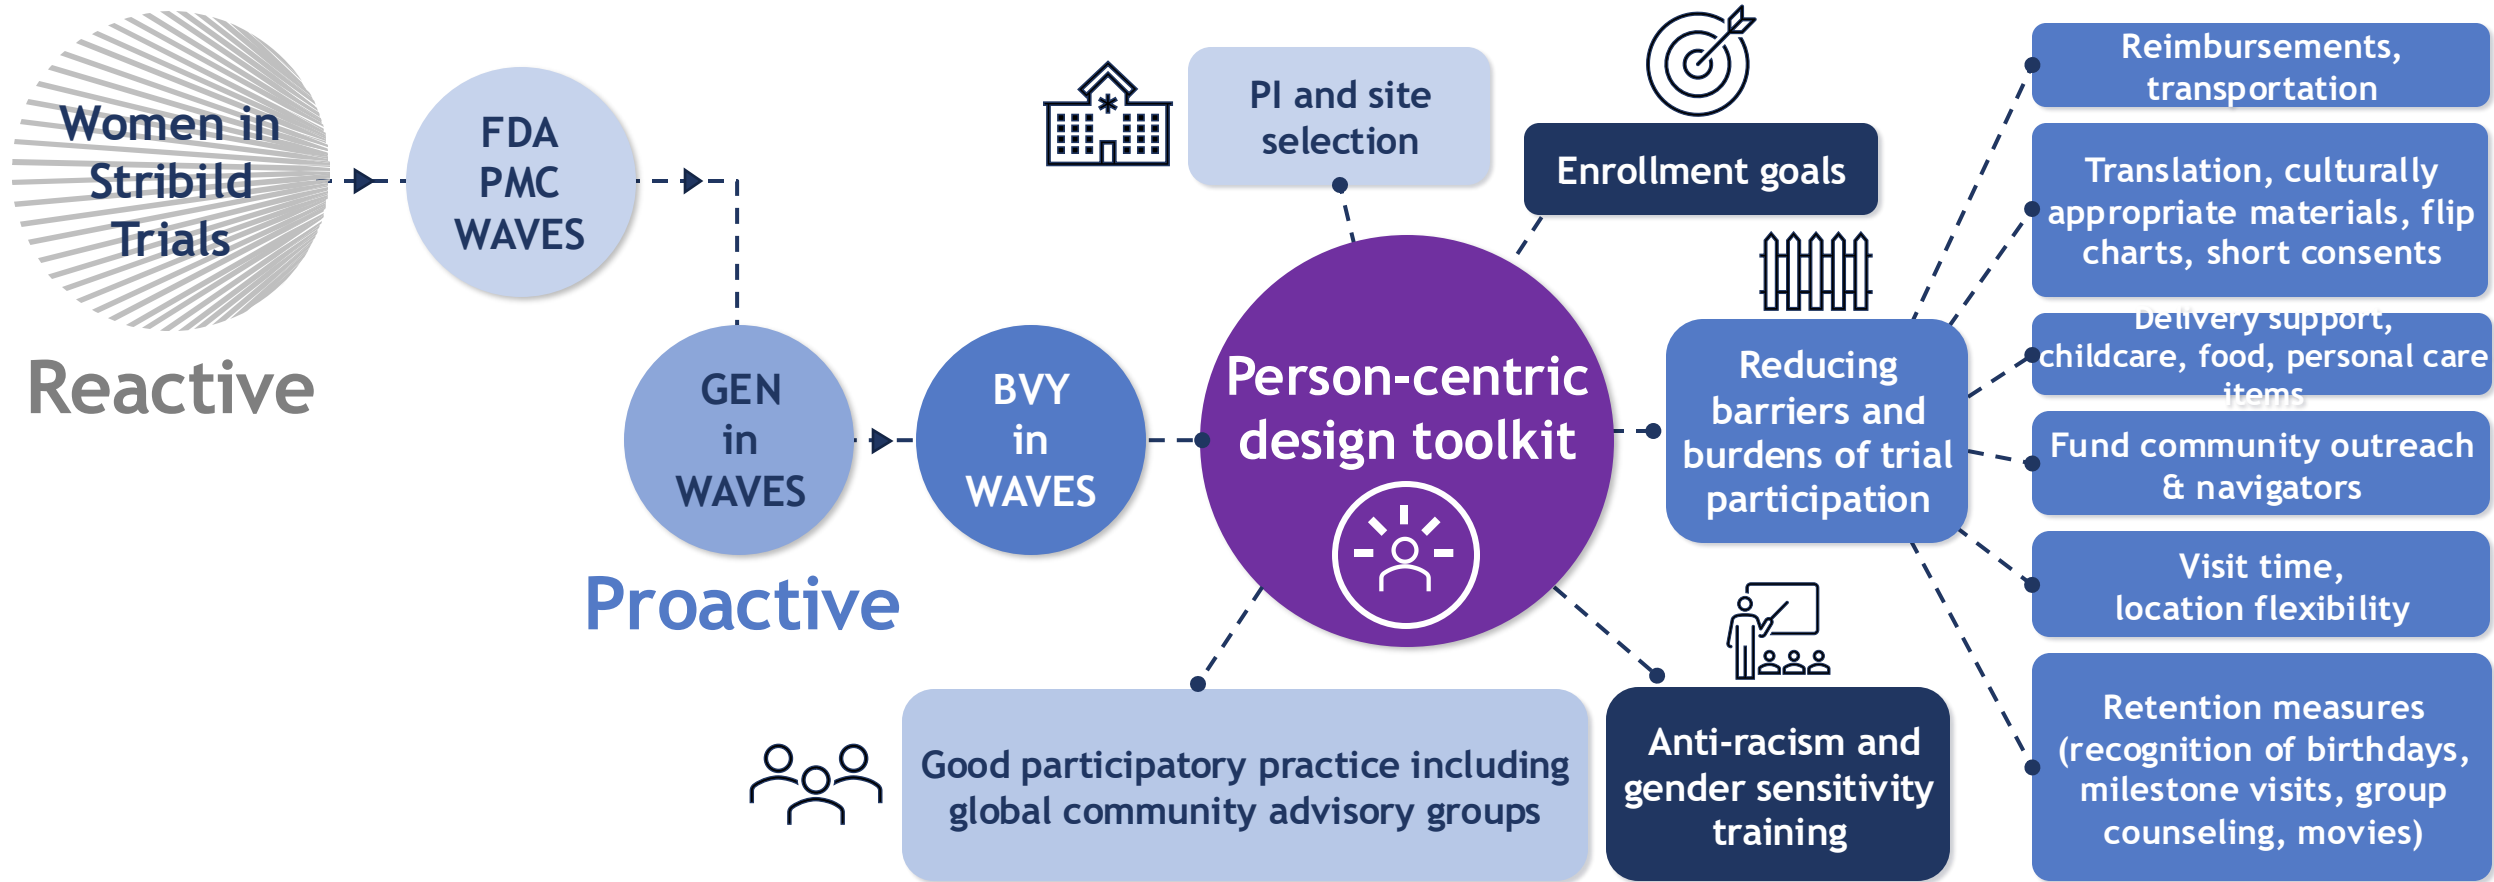 Women in
Stribild
Trials
Reactive
FDA
PMC
WAVES
GEN
in
WAVES
BVY
in
WAVES
Proactive
PI and site
selection
Enrollment goals
Person-centric
design toolkit
Reducing
barriers and
burdens of trial
participation
Good participatory practice including
global community advisory groups
Anti-racism and
gender sensitivity
training
Reimbursements,
transportation
Translation, culturally
appropriate materials, flip
charts, short consents
Delivery support,
childcare, food, personal care
items
Fund community outreach
& navigators
Visit time,
location flexibility
Retention measures
(recognition of birthdays,
milestone visits, group
counseling, movies)